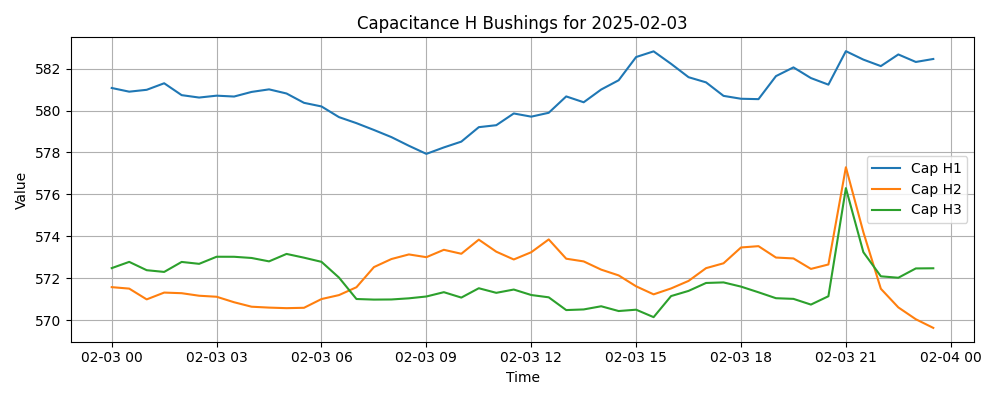 Capacitance H Bushings for 2025-02-03
Value
582
580
578
576
574
572
570
Cap H1
Cap H2
Cap H3
02-03 00
02-03 03
02-03 06
02-03 09
02-03 12
02-03 15
02-03 18
02-03 21
02-04 00
Time